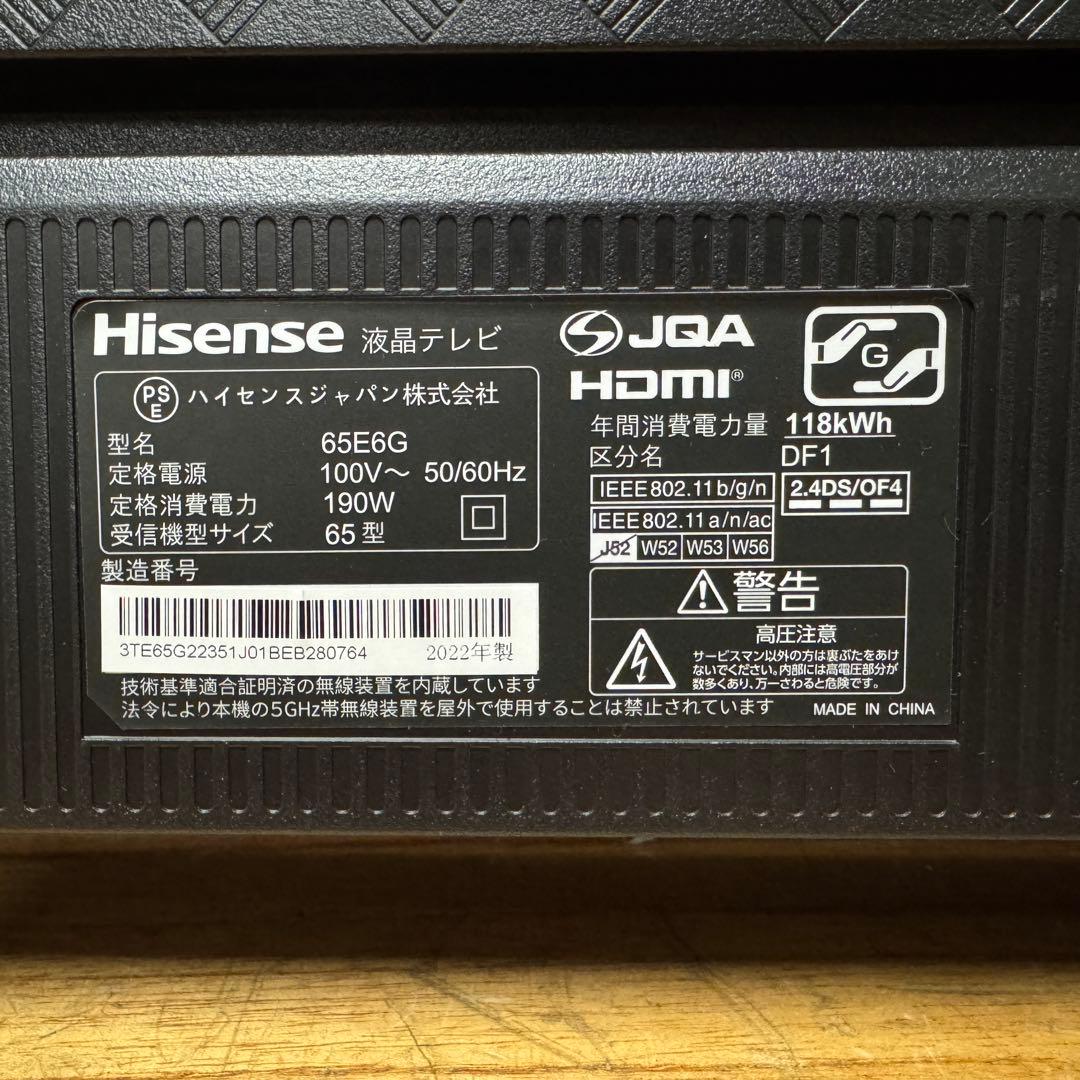 Hisense 液晶テレビ
PS
E
ハイセンスジャパン株式会社
型名 65E6G
定格電源 100V～ 50/60Hz
定格消費電力 190W
受信機型サイズ 65型
製造番号
3TE65G22351J01BEB280764 2022年製
技術基準適合証明済の無線装置を内蔵しています
法令により本機の5GHz帯無線装置を屋外で使用することは禁止されています
S JQA
HDMI®
G
年間消費電力量 118kWh
区分名 DF1
IEEE802.11b/g/n 2.4DS/OF4
IEEE802.11a/n/ac
J52 W52 W53 W56
警告
高圧注意
サービスマン以外の方は裏ぶたをあけ
ないでください。内部には高電圧部分が
数多くあり、万一さわると危険です。
MADE IN CHINA